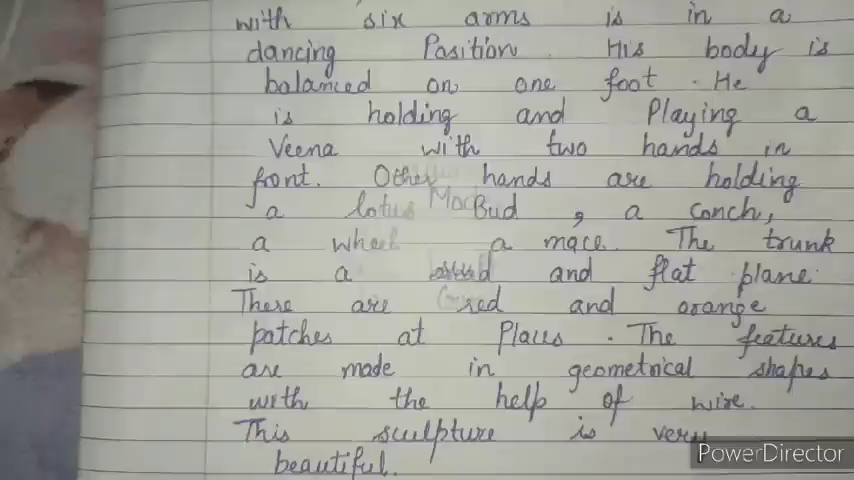 with six arms is in a
dancing Position. His body is
balanced on one foot. He
is holding and Playing a
Veena with two hands in
front. Other hands are holding
a lotus Bud, a conch,
a wheel a mace. The trunk
is a and flat plane.
There are red and orange
patches at Places. The features
are made in geometrical shapes
with the help of wire.
This sculpture is very
beautiful.
PowerDirector